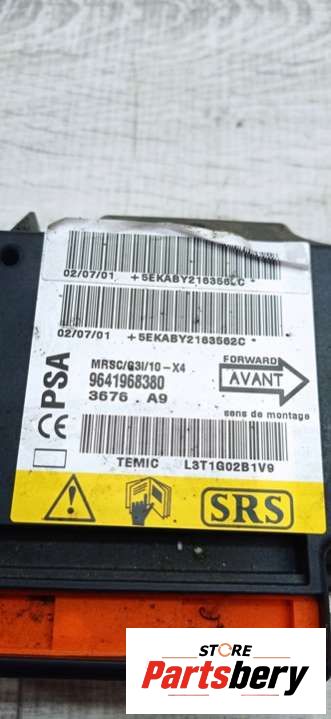 02/07/01 +5EKABY2163562C*
02/07/01 +5EKABY2163562C*
PSA
CE
MRSC/G3I/10-X4
9641968380
3676 . A9
FORWARD
AVANT
sens de montage
TEMIC L3T1G02B1V9
SRS
STORE
Partsbery